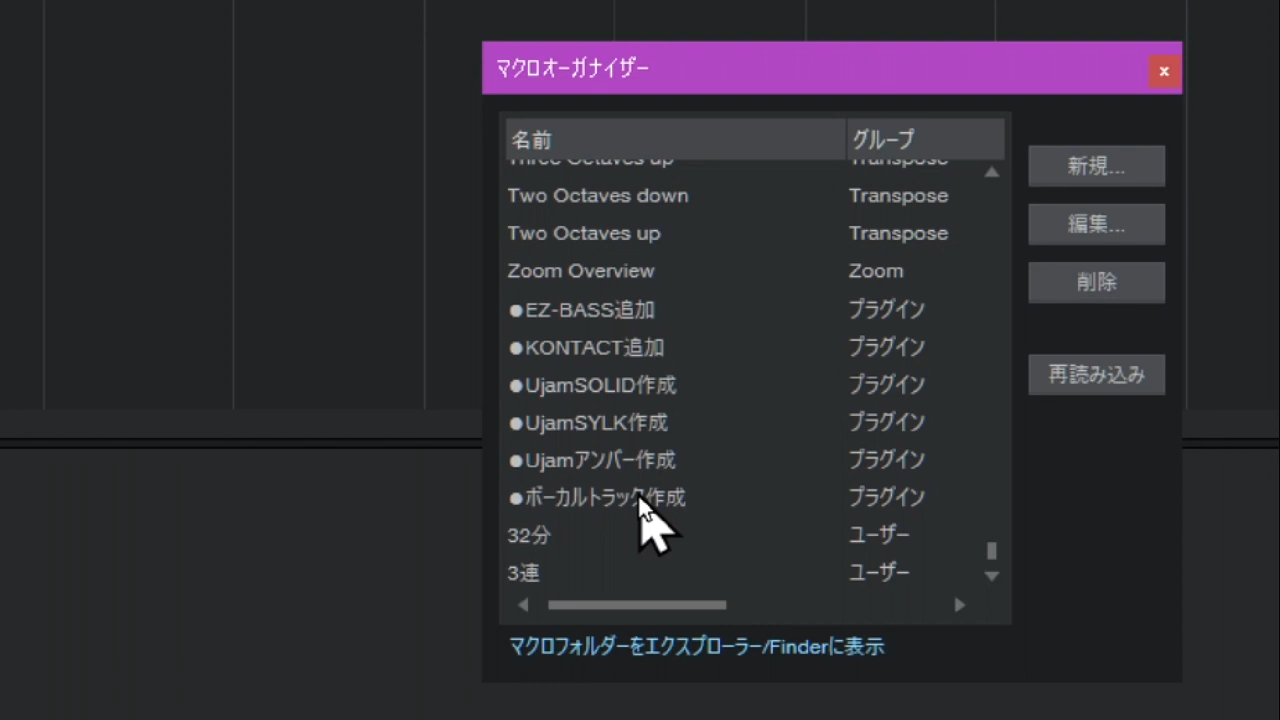 マクロオーガナイザー
x
名前 グループ
Three Octaves up Transpose
Two Octaves down Transpose
Two Octaves up Transpose
Zoom Overview Zoom
●EZ-BASS追加 プラグイン
●KONTACT追加 プラグイン
●UjamSOLID作成 プラグイン
●UjamSYLK作成 プラグイン
●Ujamアンバー作成 プラグイン
●ボーカルトラック作成 プラグイン
32分 ユーザー
3連 ユーザー
マクロフォルダーをエクスプローラー/Finderに表示
新規...
編集...
削除
再読み込み